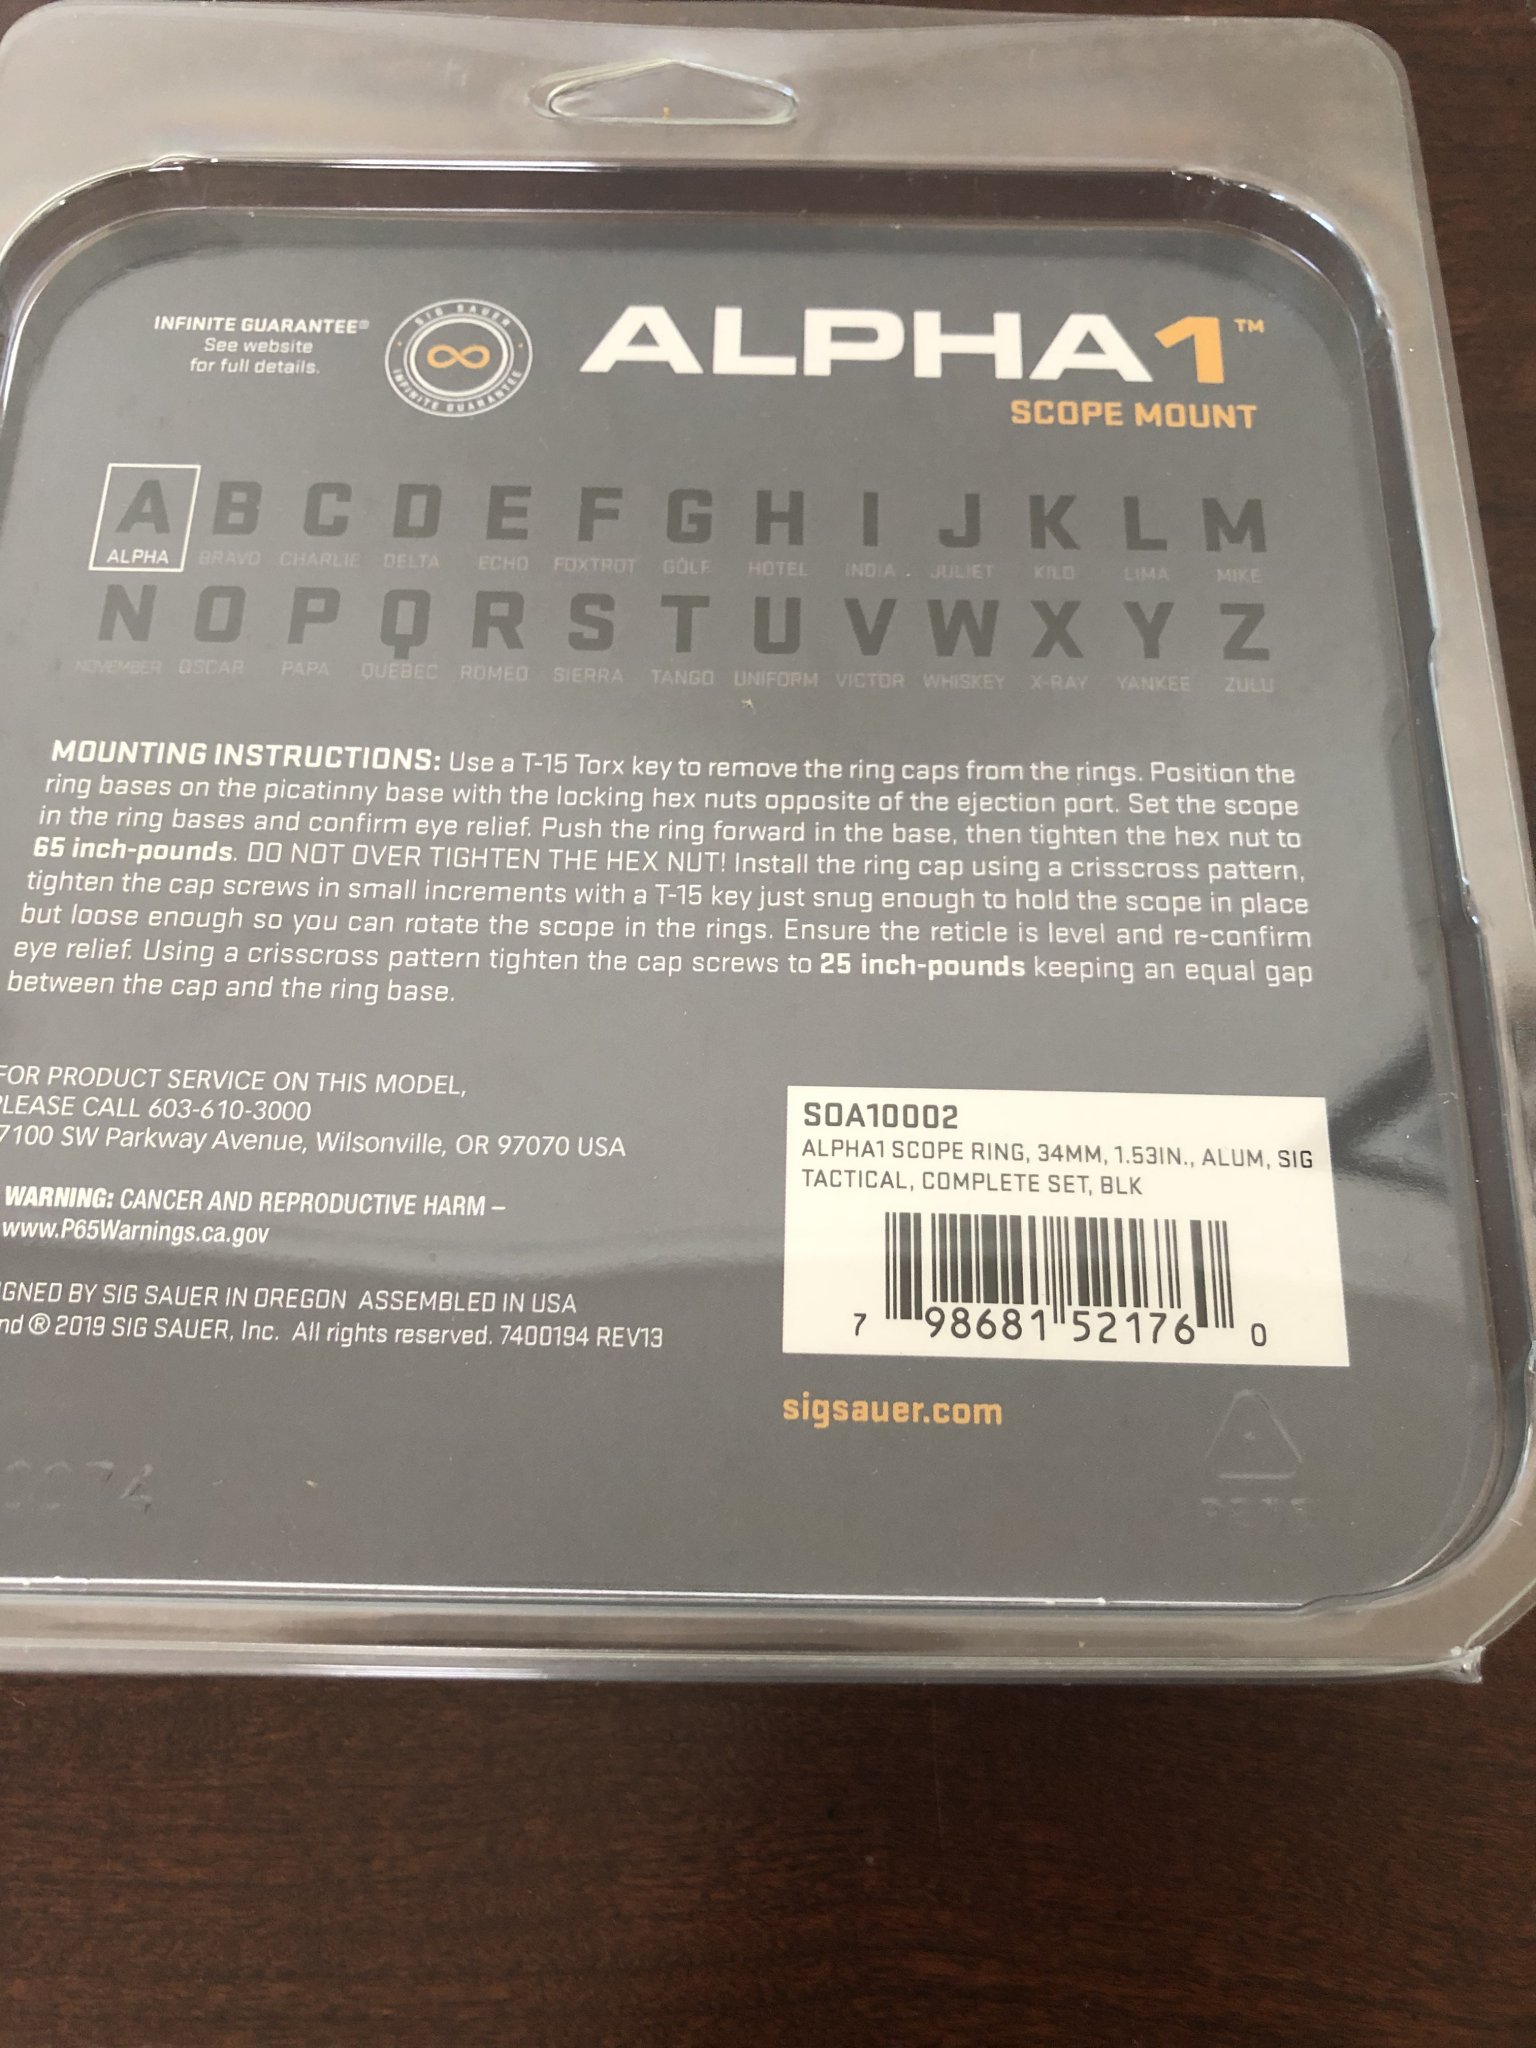 INFINITE GUARANTEE®
See website
for full details.
SIG SAUER
INFINITE GUARANTEE
ALPHA1™
SCOPE MOUNT
A B C D E F G H I J K L M
ALPHA BRAVO CHARLIE DELTA ECHO FOXTROT GOLF HOTEL INDIA JULIET KILO LIMA MIKE
N O P Q R S T U V W X Y Z
NOVEMBER OSCAR PAPA QUEBEC ROMEO SIERRA TANGO UNIFORM VICTOR WHISKEY X-RAY YANKEE ZULU
MOUNTING INSTRUCTIONS: Use a T-15 Torx key to remove the ring caps from the rings. Position the
ring bases on the picatinny base with the locking hex nuts opposite of the ejection port. Set the scope
in the ring bases and confirm eye relief. Push the ring forward in the base, then tighten the hex nut to
65 inch-pounds. DO NOT OVER TIGHTEN THE HEX NUT! Install the ring cap using a crisscross pattern,
tighten the cap screws in small increments with a T-15 key just snug enough to hold the scope in place
but loose enough so you can rotate the scope in the rings. Ensure the reticle is level and re-confirm
eye relief. Using a crisscross pattern tighten the cap screws to 25 inch-pounds keeping an equal gap
between the cap and the ring base.
FOR PRODUCT SERVICE ON THIS MODEL,
PLEASE CALL 603-610-3000
7100 SW Parkway Avenue, Wilsonville, OR 97070 USA
WARNING: CANCER AND REPRODUCTIVE HARM –
www.P65Warnings.ca.gov
IGNED BY SIG SAUER IN OREGON ASSEMBLED IN USA
nd ® 2019 SIG SAUER, Inc. All rights reserved. 7400194 REV13
SOA10002
ALPHA1 SCOPE RING, 34MM, 1.53IN., ALUM, SIG
TACTICAL, COMPLETE SET, BLK
7 98681 52176 0
sigsauer.com